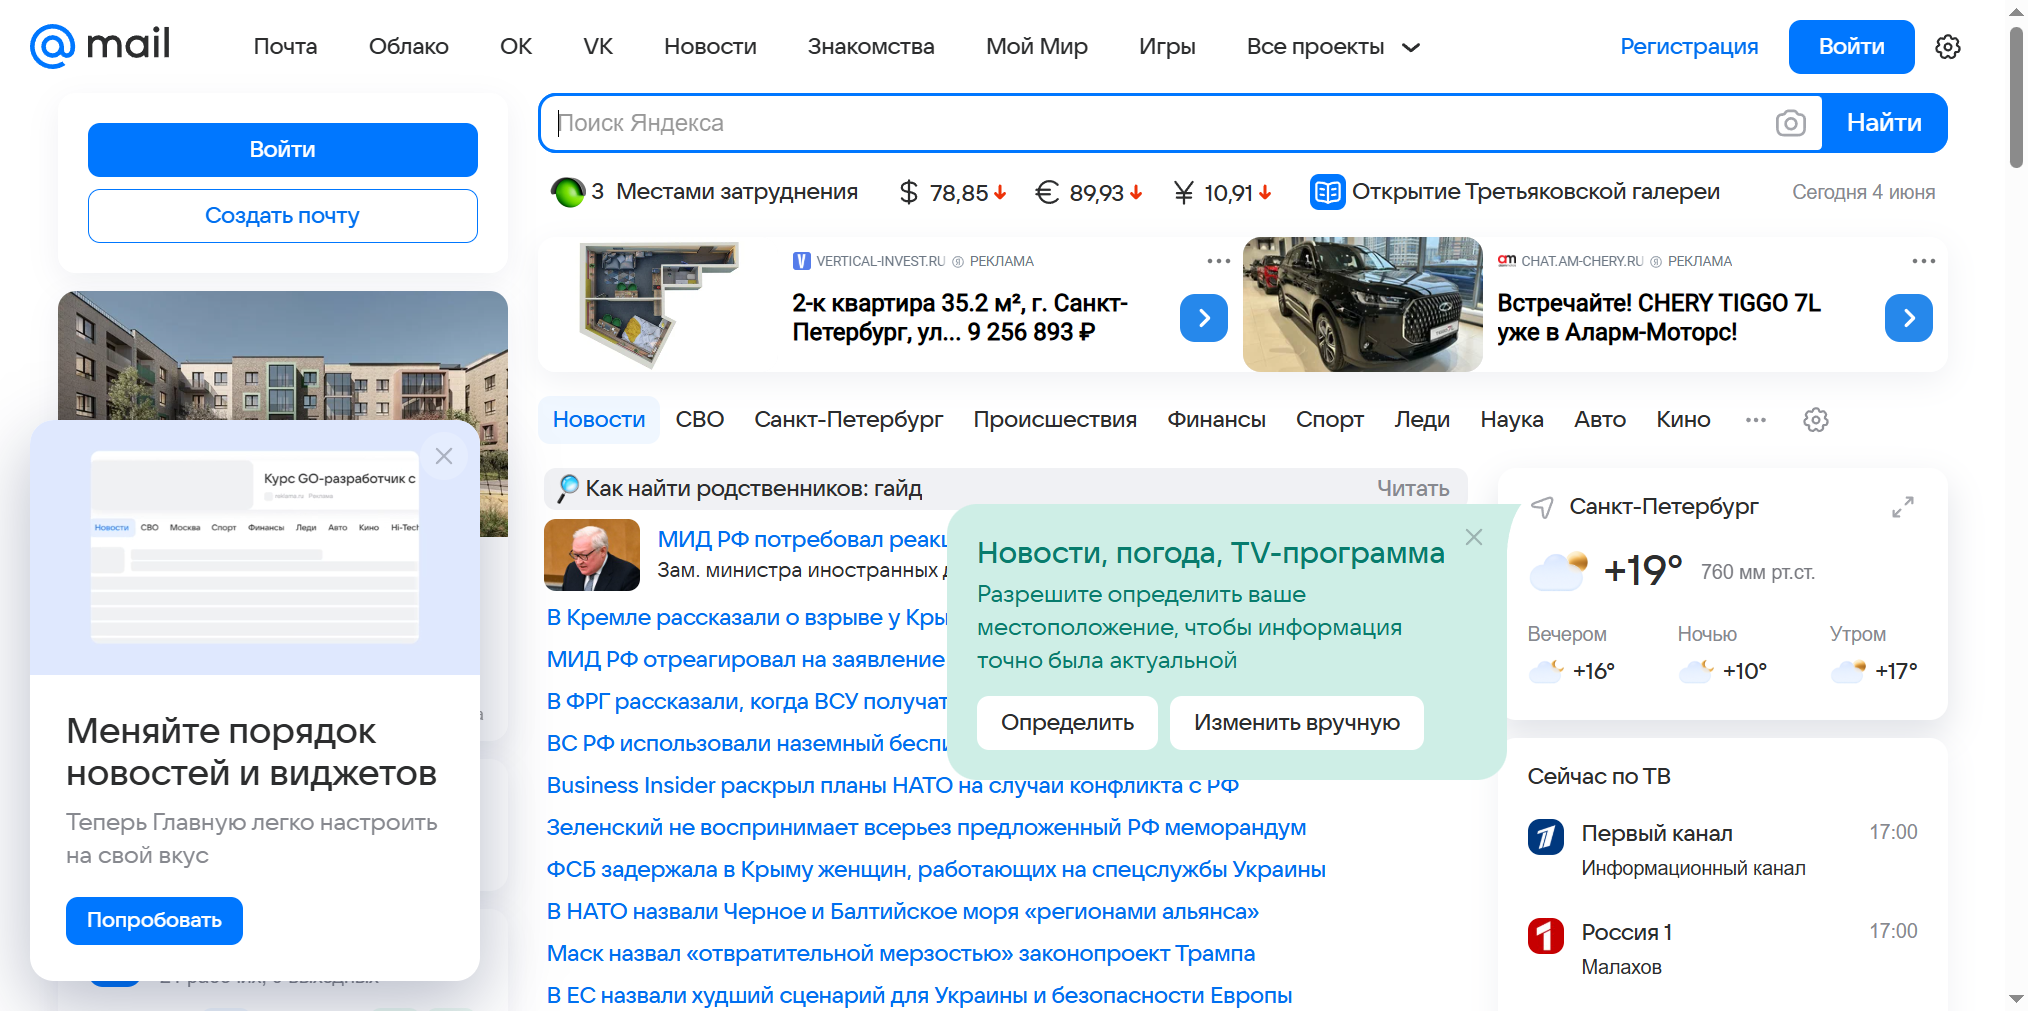 mail
Почта
Облако
ОК
VK
Новости
Знакомства
Мой Мир
Игры
Все проекты
Регистрация
Войти
Войти
Создать почту
Поиск Яндекса
Найти
3 Местами затруднения
$ 78,85
€ 89,93
¥ 10,91
Открытие Третьяковской галереи
Сегодня 4 июня
VERTICAL-INVEST.RU РЕКЛАМА
2-к квартира 35.2 м², г. Санкт-
Петербург, ул... 9 256 893 ₽
CHAT.AM-CHERY.RU РЕКЛАМА
Встречайте! CHERY TIGGO 7L
уже в Аларм-Моторс!
Новости
СВО
Санкт-Петербург
Происшествия
Финансы
Спорт
Леди
Наука
Авто
Кино
Как найти родственников: гайд
Читать
МИД РФ потребовал
Зам. министра иностранных
В Кремле рассказали о взрыве у
МИД РФ отреагировал на заявление
В ФРГ рассказали, когда ВСУ
ВС РФ использовали наземный
Business Insider раскрыл планы НАТО на случай конфликта с РФ
Зеленский не воспринимает всерьез предложенный РФ меморандум
ФСБ задержала в Крыму женщин, работающих на спецслужбы Украины
В НАТО назвали Черное и Балтийское моря «регионами альянса»
Маск назвал «отвратительной мерзостью» законопроект Трампа
В ЕС назвали худший сценарий для Украины и безопасности Европы
Новости, погода, TV-программа
Разрешите определить ваше
местоположение, чтобы информация
точно была актуальной
Определить
Изменить вручную
Санкт-Петербург
+19°
760 мм рт.ст.
Вечером
+16°
Ночью
+10°
Утром
+17°
Сейчас по ТВ
Первый канал
17:00
Информационный канал
Россия 1
17:00
Малахов
Курс GO-разработчик с
reklama.ru Реклама
Новости
СВО
Москва
Спорт
Финансы
Леди
Авто
Кино
Hi-Tech
Меняйте порядок
новостей и виджетов
Теперь Главную легко настроить
на свой вкус
Попробовать